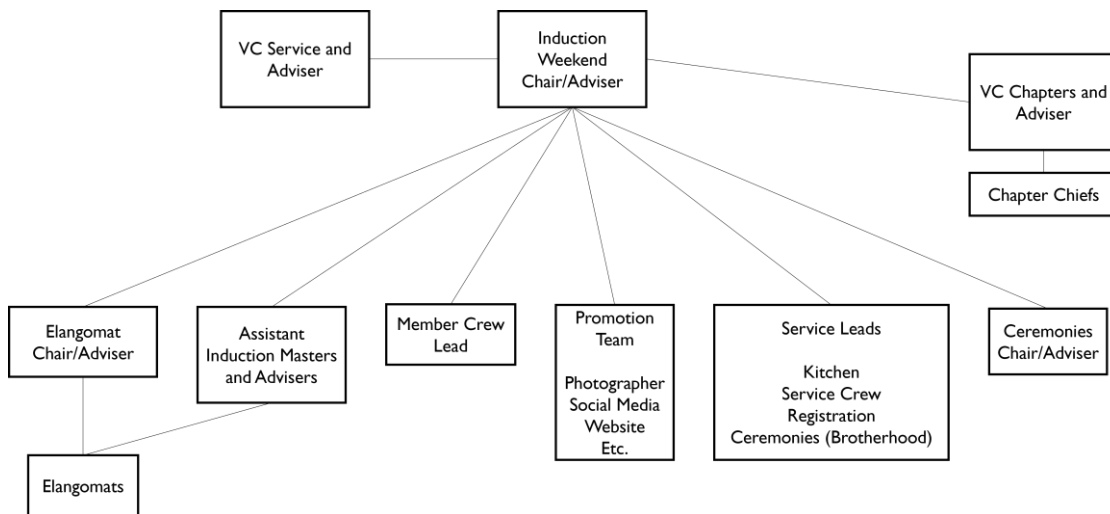 VC Service and
Adviser
Induction
Weekend
Chair/Adviser
VC Chapters and
Adviser
Chapter Chiefs
Elangomat
Chair/Adviser
Assistant
Induction Masters
and Advisers
Member Crew
Lead
Promotion
Team
Photographer
Social Media
Website
Etc.
Service Leads
Kitchen
Service Crew
Registration
Ceremonies (Brotherhood)
Ceremonies
Chair/Adviser
Elangomats